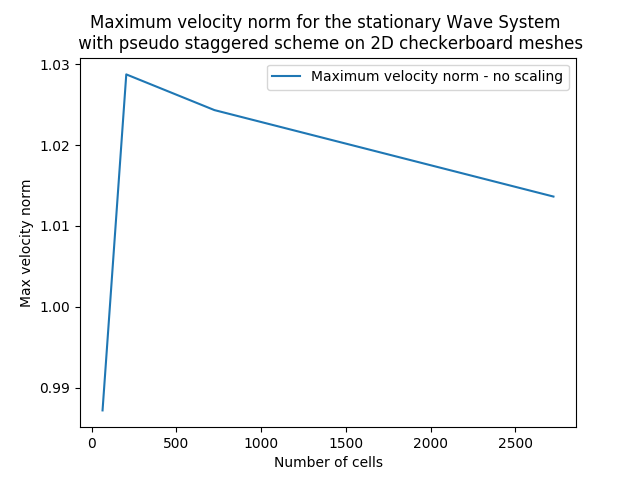 Maximum velocity norm for the stationary Wave System
with pseudo staggered scheme on 2D checkerboard meshes
Maximum velocity norm - no scaling
1.03
1.02
1.01
1.00
0.99
Max velocity norm
0 500 1000 1500 2000 2500
Number of cells